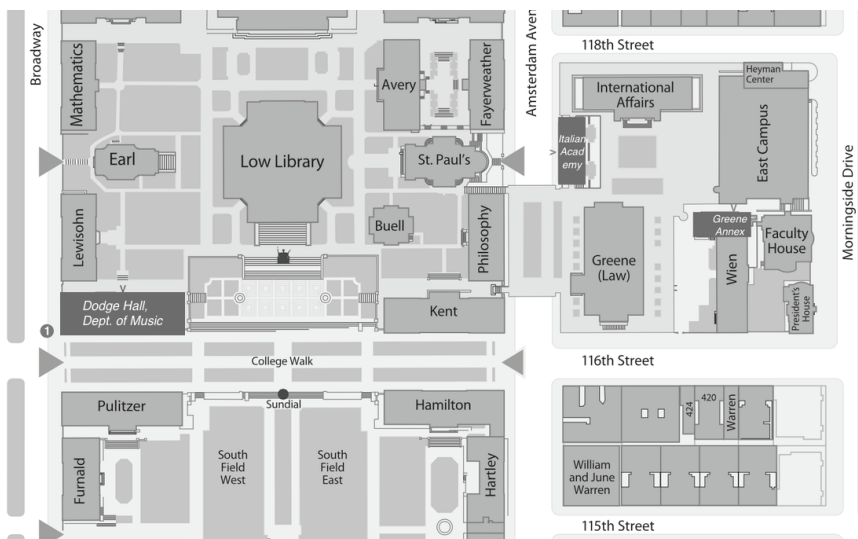 Broadway
Mathematics
Avery
Fayerweather
Amsterdam Aven
118th Street
Heyman
Center
International
Affairs
East Campus
Morningside Drive
Earl
Low Library
St. Paul's
Italian
Acad
emy
Lewisohn
Buell
Philosophy
Greene
(Law)
Greene
Annex
Wien
Faculty
House
President's
House
Dodge Hall,
Dept. of Music
Kent
1
College Walk
116th Street
Pulitzer
Sundial
Hamilton
424
420
Warren
Furnald
South
Field
West
South
Field
East
Hartley
William
and June
Warren
115th Street